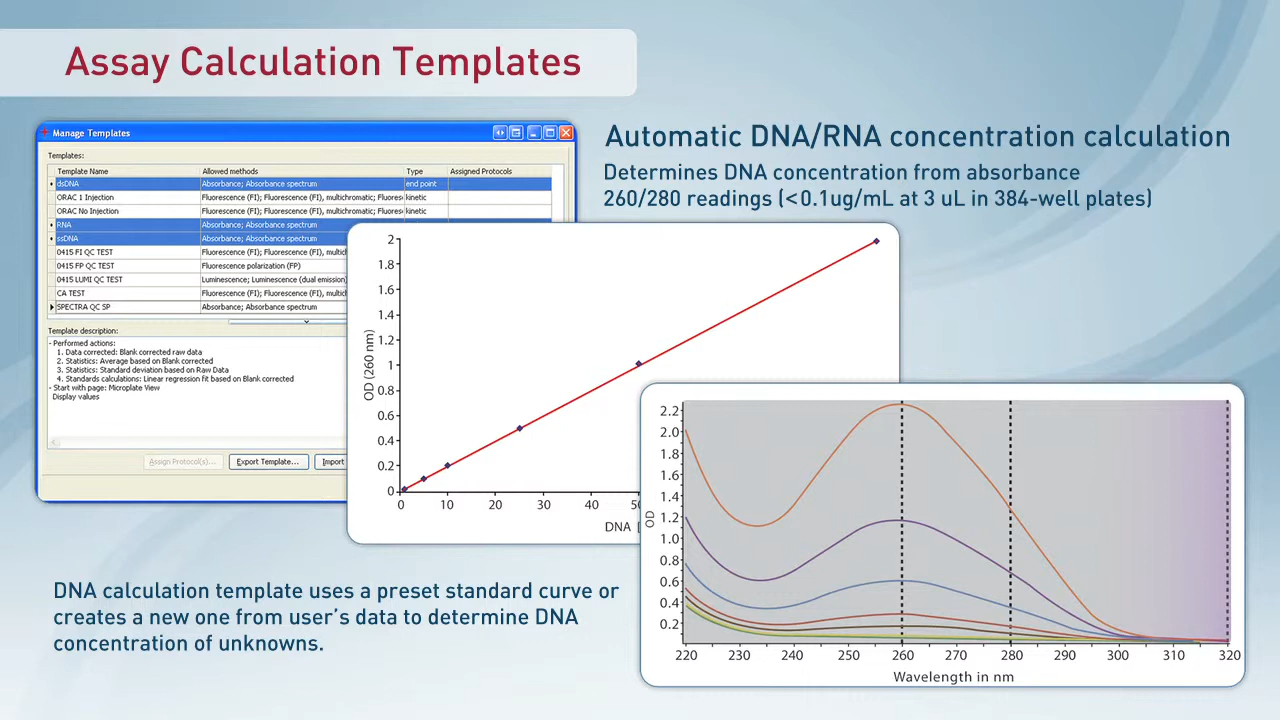 Assay Calculation Templates
Manage Templates
Templates:
Template Name Allowed methods Type Assigned Protocols
dsDNA Absorbance; Absorbance spectrum end point
ORAC 1 Injection Fluorescence (FI); Fluorescence (FI), multichromatic; Fluores kinetic
ORAC No Injection Fluorescence (FI); Fluorescence (FI), multichromatic; Fluores kinetic
RNA Absorbance; Absorbance spectrum
ssDNA Absorbance; Absorbance spectrum
0415 FI QC TEST Fluorescence (FI); Fluorescence (FI), multich
0415 FP QC TEST Fluorescence polarization (FP)
0415 LUMI QC TEST Luminescence; Luminescence (dual emission)
CA TEST Fluorescence (FI); Fluorescence (FI), multich
SPECTRA QC SP Absorbance; Absorbance spectrum
Template description:
- Performed actions:
1. Data corrected: Blank corrected raw data
2. Statistics: Average based on Blank corrected
3. Statistics: Standard deviation based on Raw Data
4. Standards calculations: Linear regression fit based on Blank corrected
- Start with page: Microplate View
Display values
Assign Protocol(s)... Export Template... Import
Automatic DNA/RNA concentration calculation
Determines DNA concentration from absorbance
260/280 readings (<0.1ug/mL at 3 uL in 384-well plates)
2
1.8
1.6
1.4
1.2
1
0.8
0.6
0.4
0.2
0
OD (260 nm)
0 10 20 30 40 5
DNA [
2.2
2.0
1.8
1.6
1.4
1.2
1.0
0.8
0.6
0.4
0.2
OD
220 230 240 250 260 270 280 290 300 310 320
Wavelength in nm
DNA calculation template uses a preset standard curve or
creates a new one from user's data to determine DNA
concentration of unknowns.